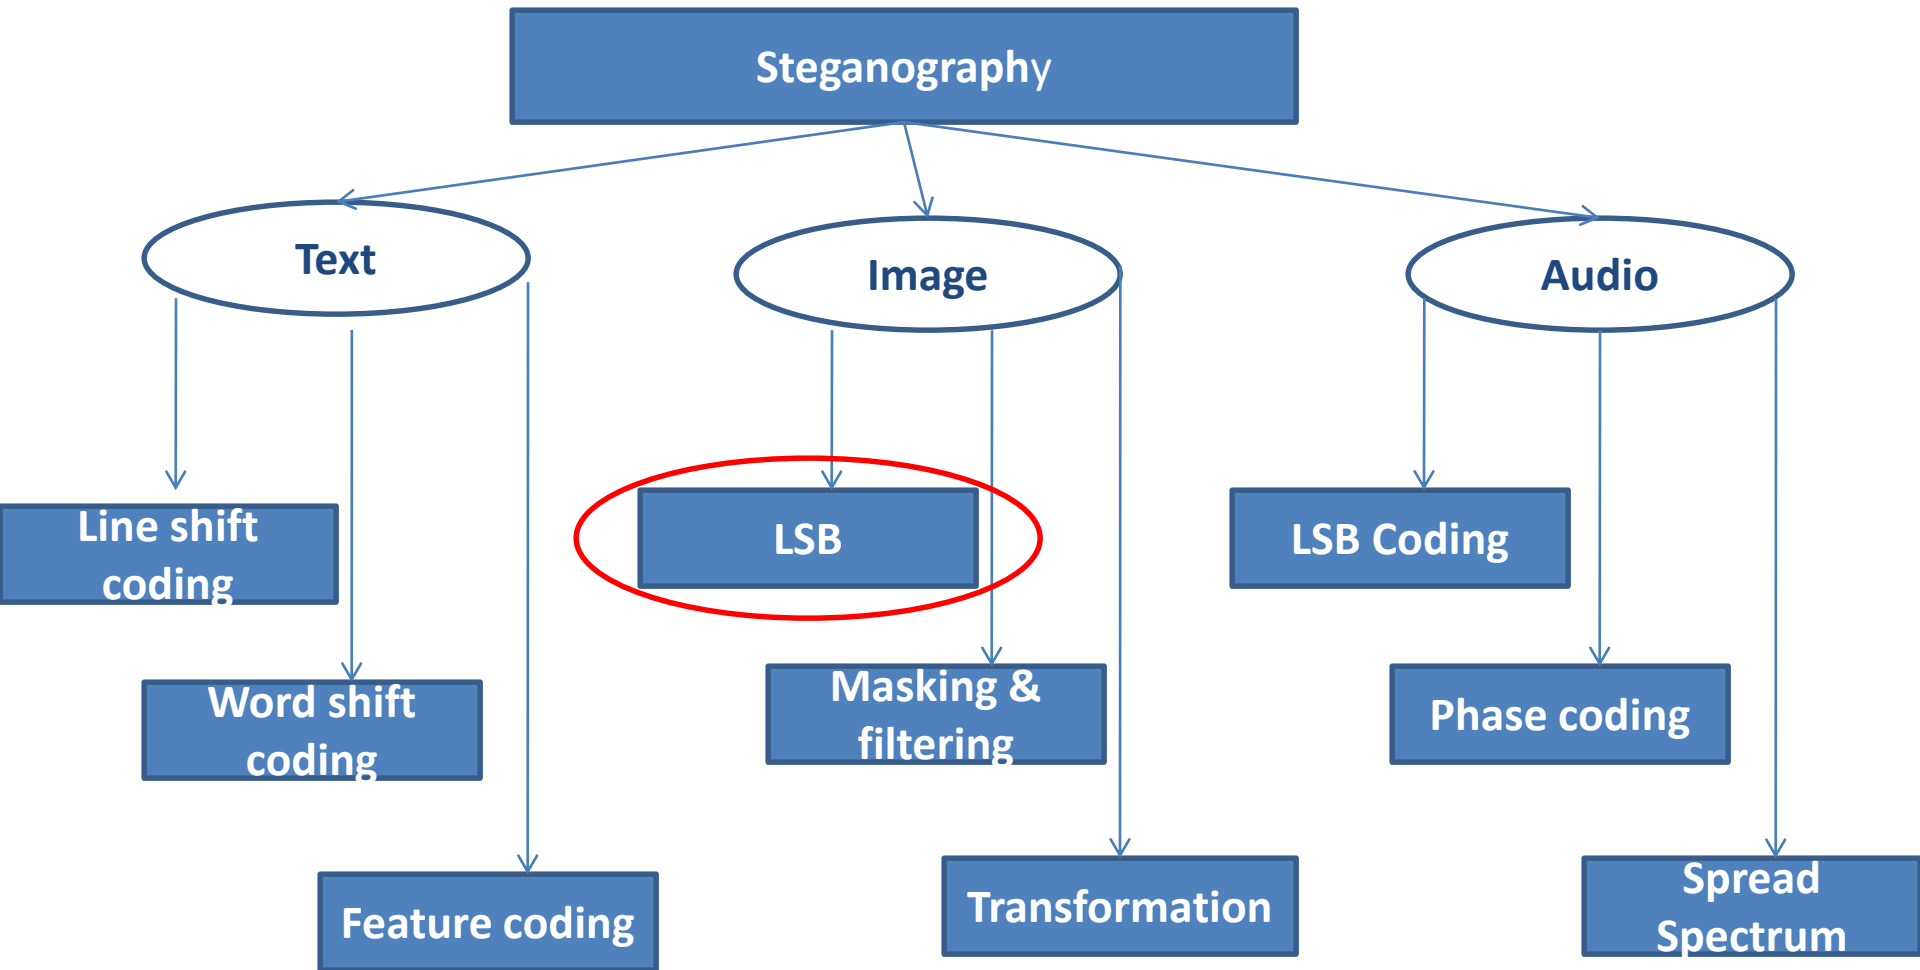 Steganography
Text
Image
Audio
Line shift
coding
LSB
LSB Coding
Word shift
coding
Masking &
filtering
Phase coding
Feature coding
Transformation
Spread
Spectrum